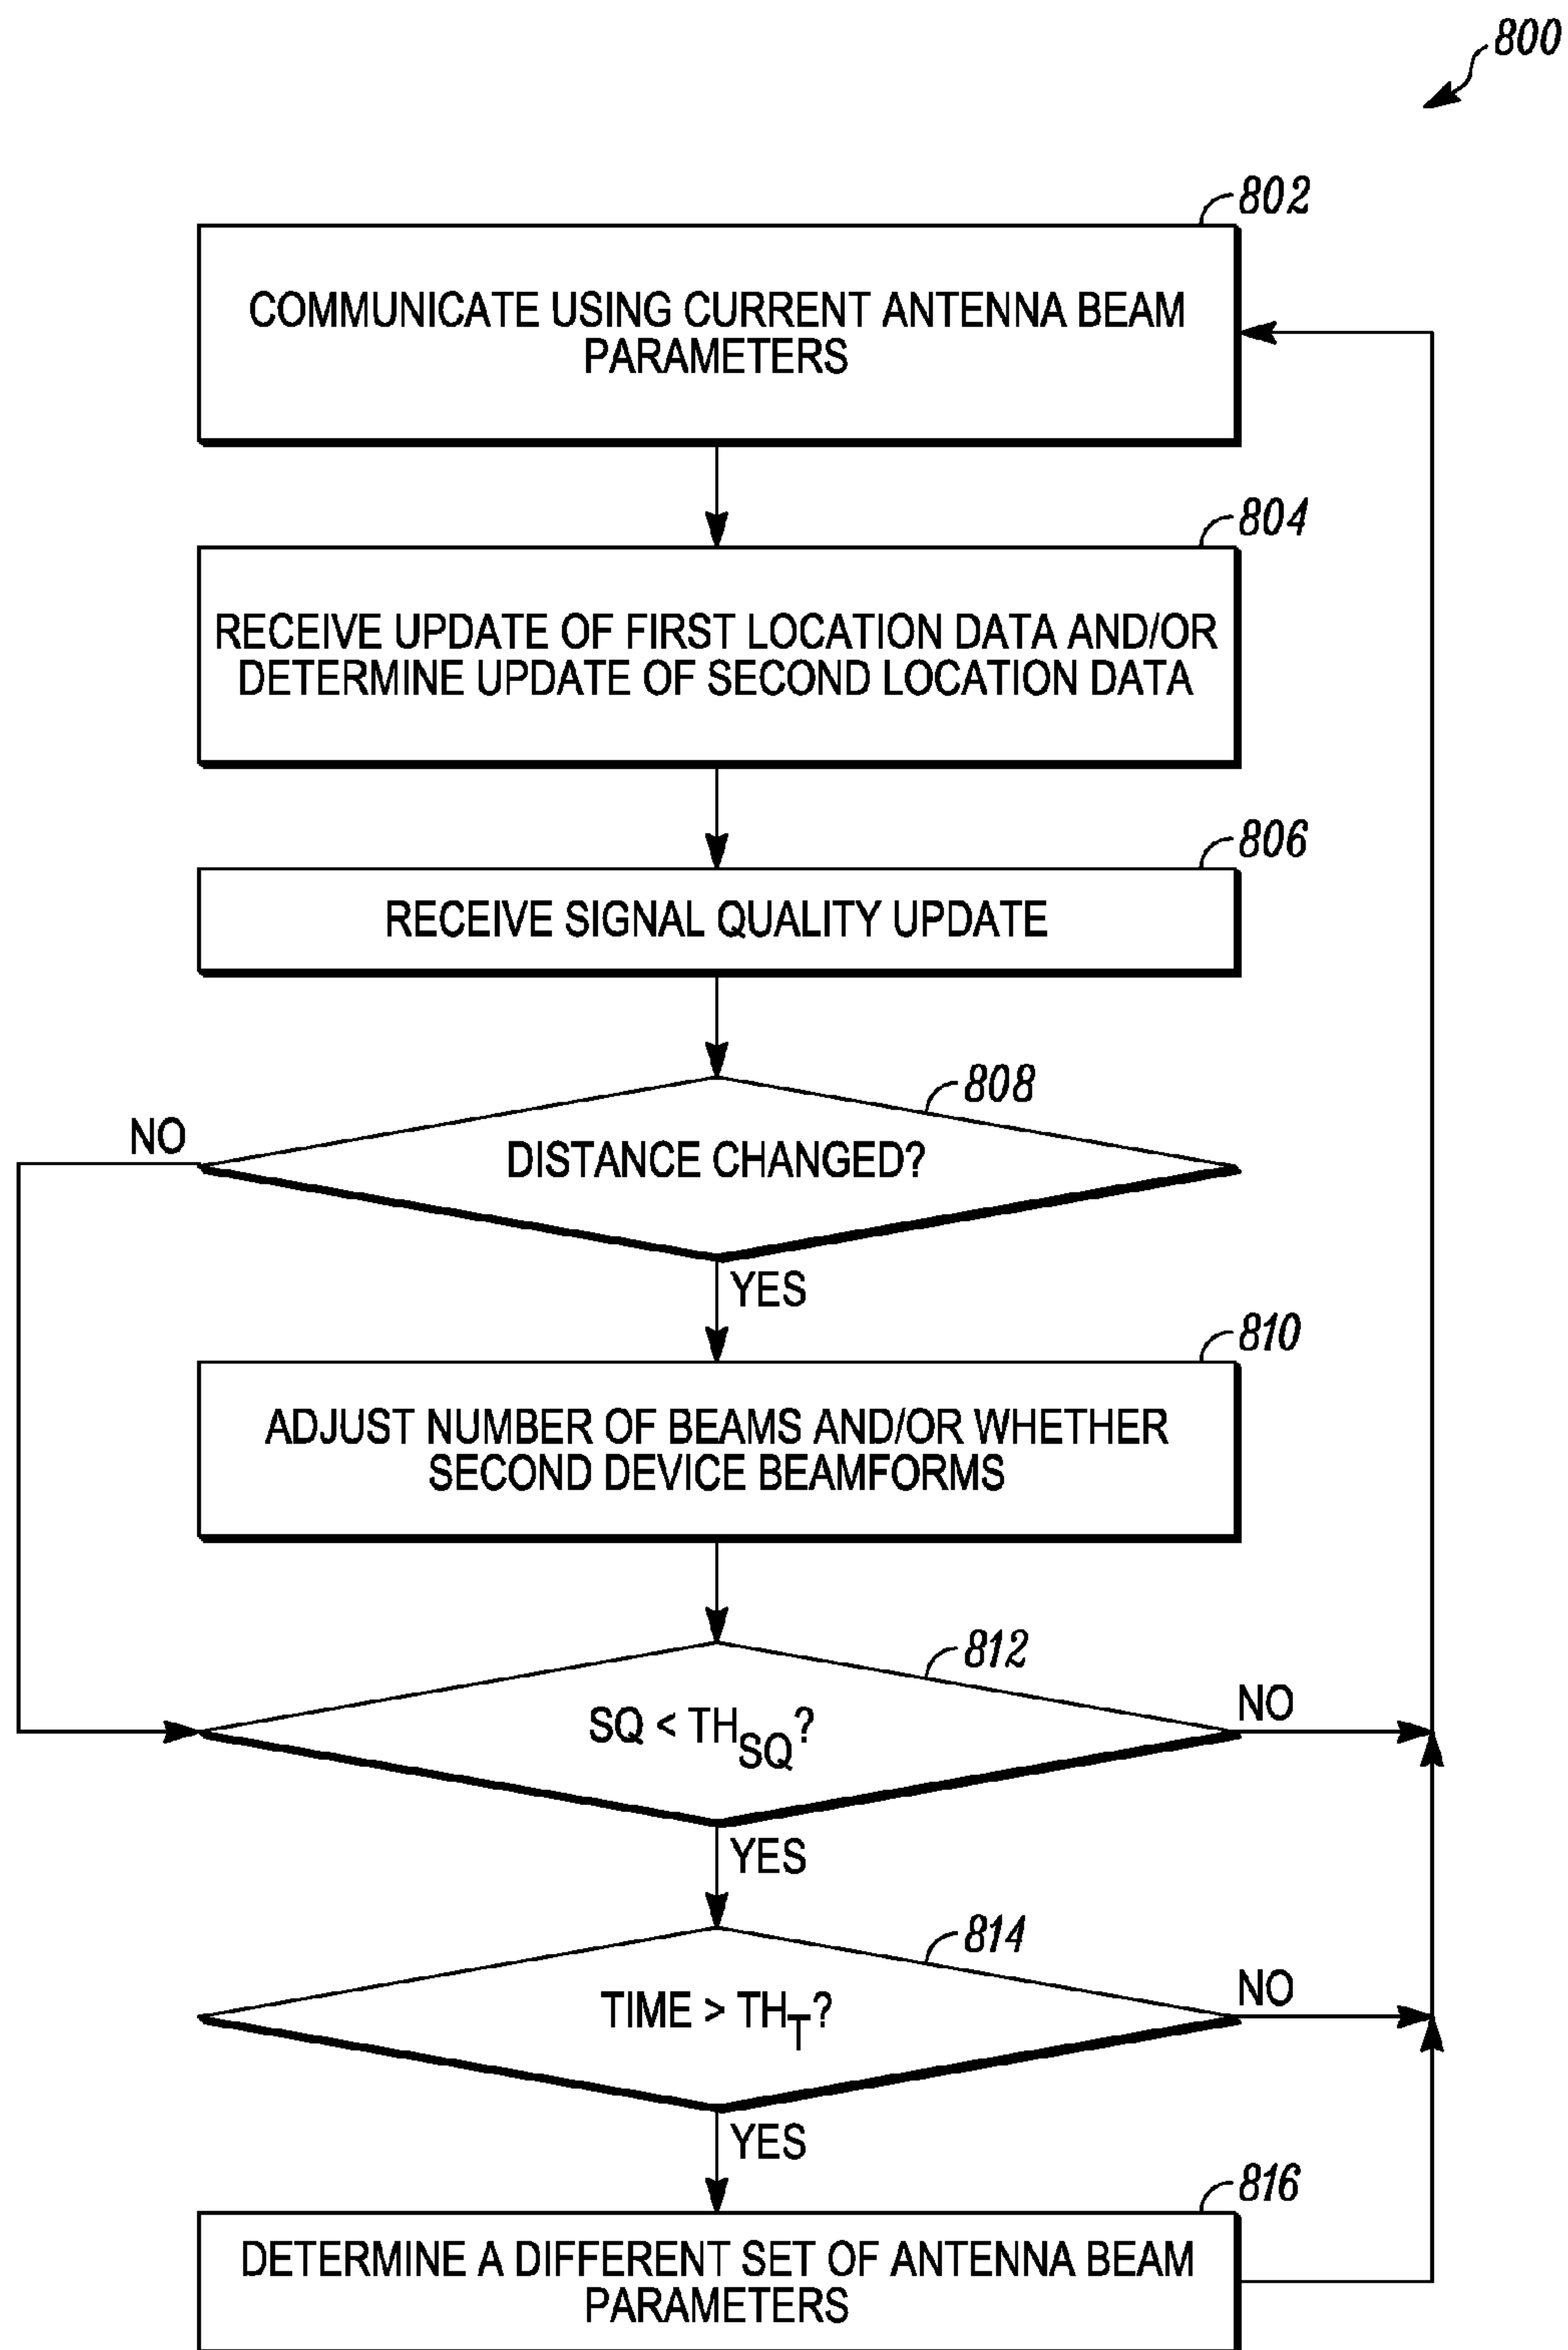 800
802
COMMUNICATE USING CURRENT ANTENNA BEAM
PARAMETERS
804
RECEIVE UPDATE OF FIRST LOCATION DATA AND/OR
DETERMINE UPDATE OF SECOND LOCATION DATA
806
RECEIVE SIGNAL QUALITY UPDATE
808
NO
DISTANCE CHANGED?
YES
810
ADJUST NUMBER OF BEAMS AND/OR WHETHER
SECOND DEVICE BEAMFORMS
812
SQ < TH_SQ?
NO
YES
814
TIME > TH_T?
NO
YES
816
DETERMINE A DIFFERENT SET OF ANTENNA BEAM
PARAMETERS